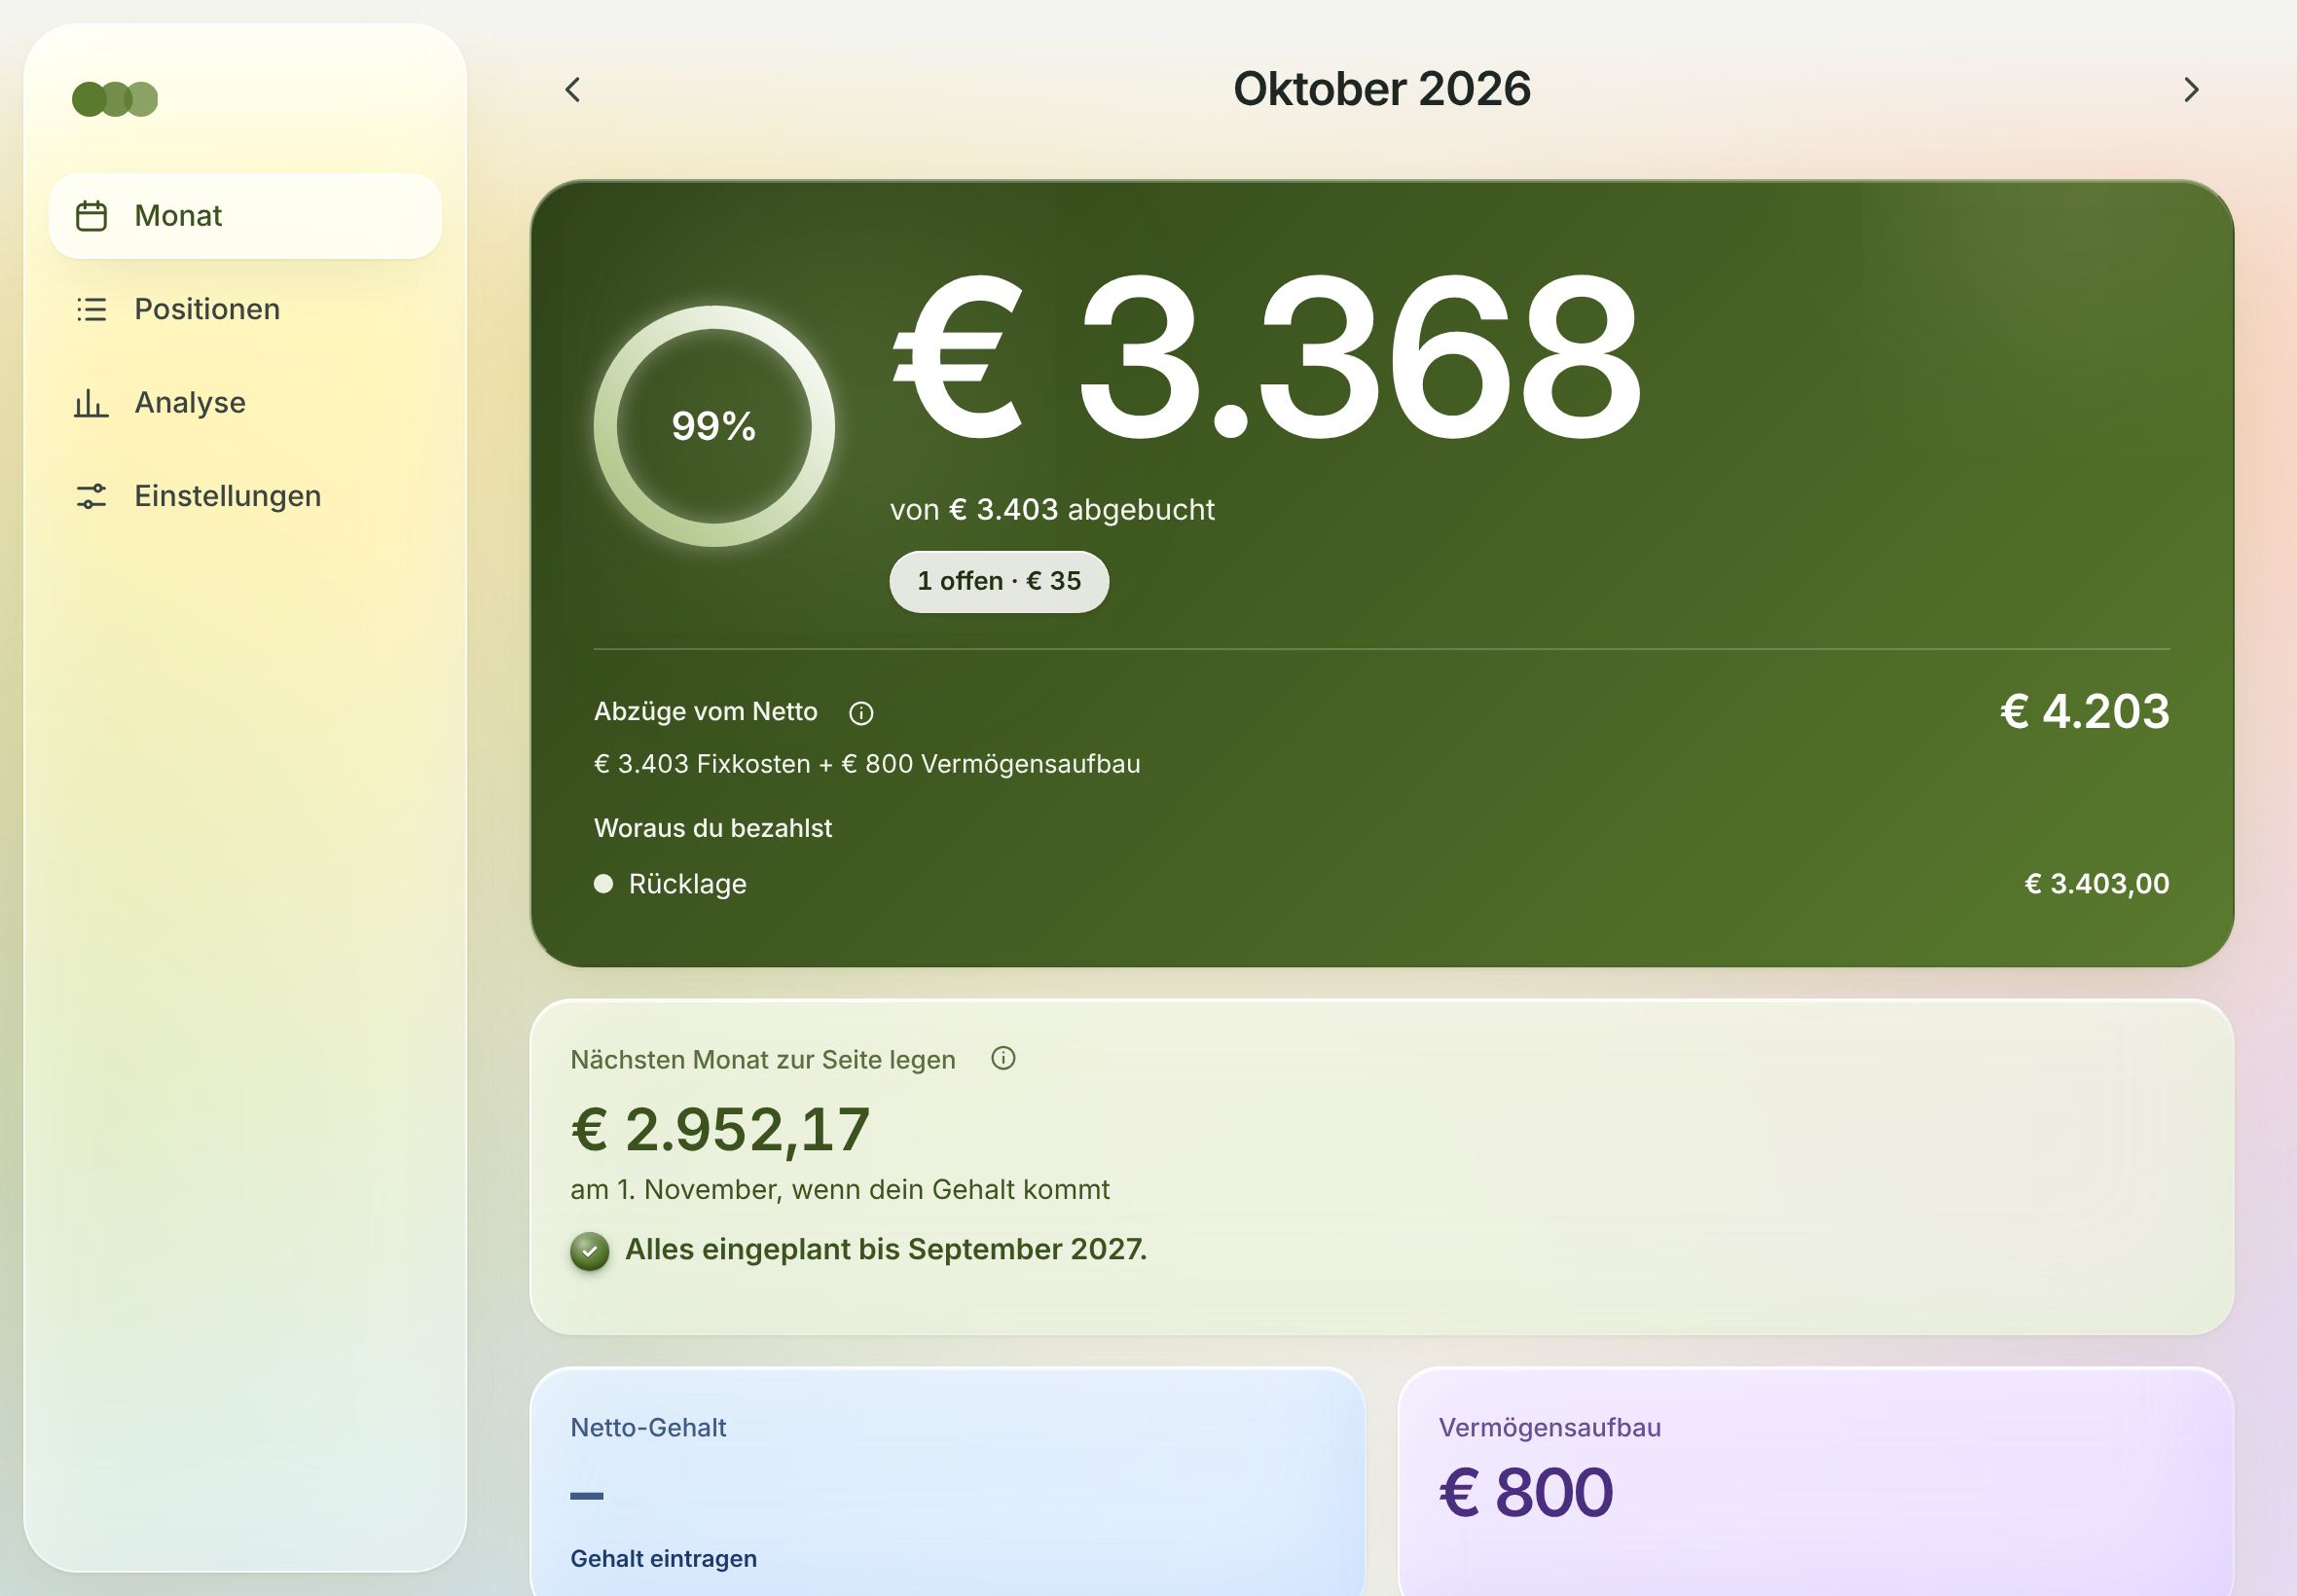 Oktober 2026
Monat
Positionen
Analyse
Einstellungen
99%
€ 3.368
von € 3.403 abgebucht
1 offen · € 35
Abzüge vom Netto
€ 4.203
€ 3.403 Fixkosten + € 800 Vermögensaufbau
Woraus du bezahlst
Rücklage
€ 3.403,00
Nächsten Monat zur Seite legen
€ 2.952,17
am 1. November, wenn dein Gehalt kommt
Alles eingeplant bis September 2027.
Netto-Gehalt
–
Gehalt eintragen
Vermögensaufbau
€ 800